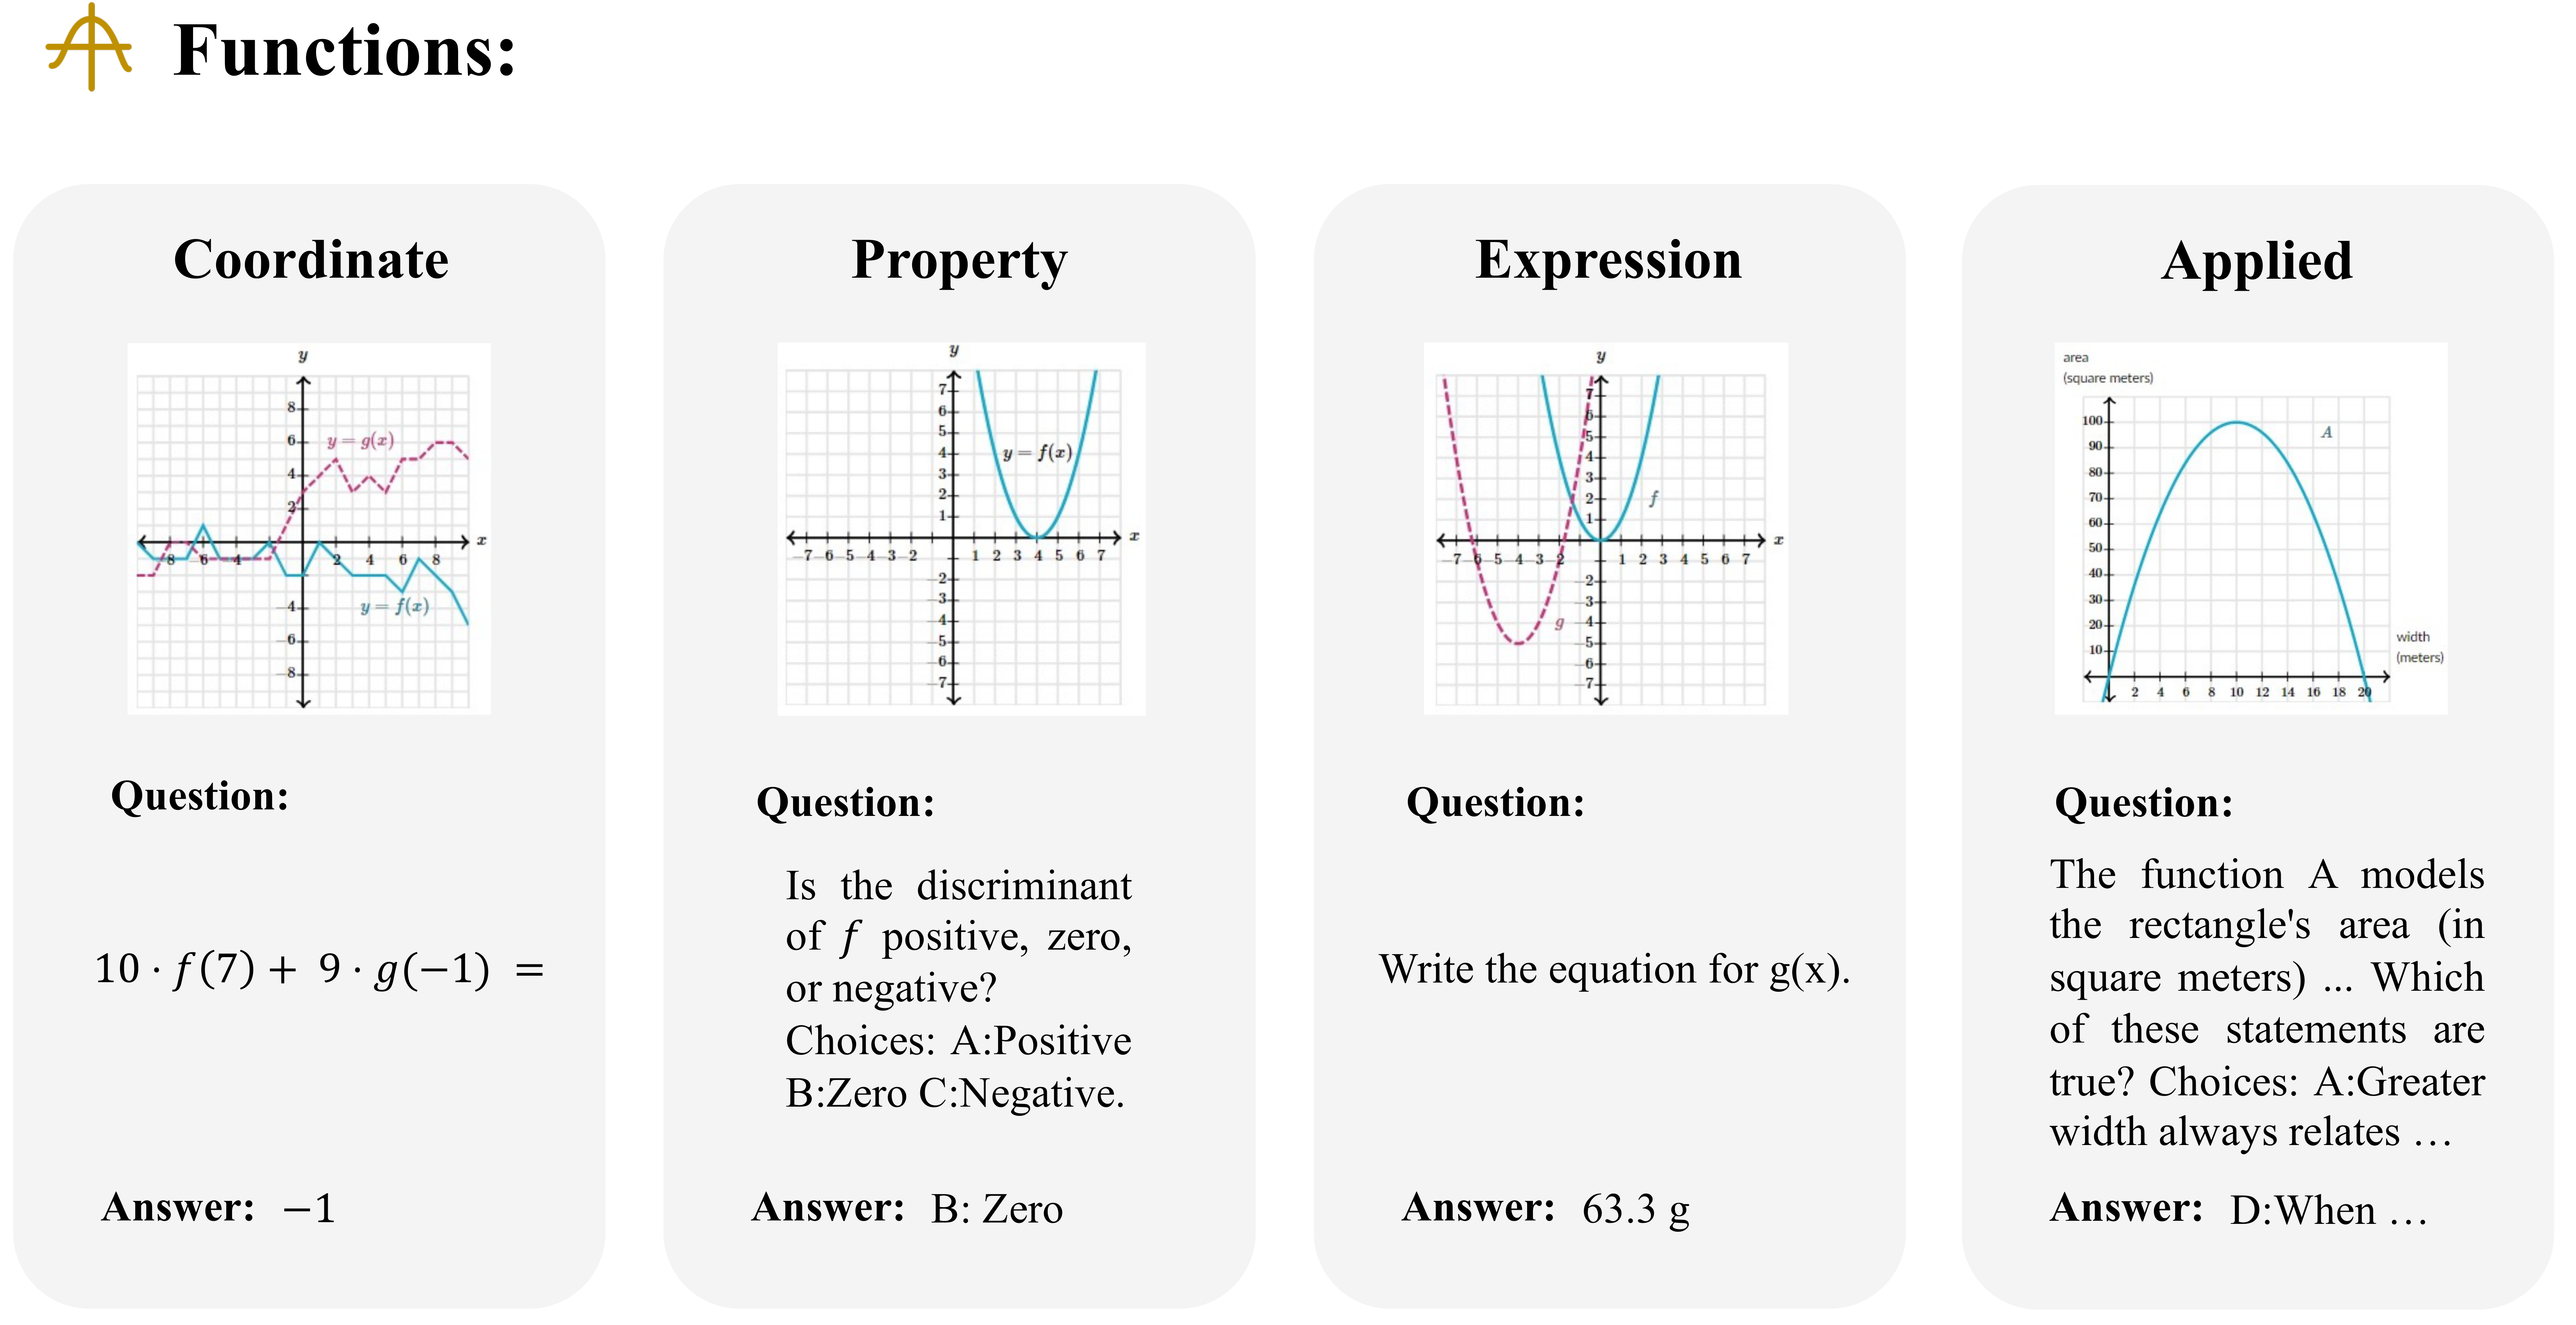 Functions:
Coordinate
y
8
6
y = g(x)
4
2
x
8 6 4 2 4 6 8
y = f(x)
−4
−6
−8
Question:
10 · f(7) + 9 · g(−1) =
Answer: −1
Property
y
7
6
5
4
y = f(x)
3
2
1
x
−7−6−5−4−3−2 1 2 3 4 5 6 7
−2
−3
−4
−5
−6
−7
Question:
Is the discriminant
of f positive, zero,
or negative?
Choices: A:Positive
B:Zero C:Negative.
Answer: B: Zero
Expression
y
7
6
5
4
3
2
f
1
x
−7 6−5−4−3−2 1 2 3 4 5 6 7
−2
−3
g
−4
−5
−6
−7
Question:
Write the equation for g(x).
Answer: 63.3 g
Applied
area
(square meters)
100
A
90
80
70
60
50
40
30
20
width
10
(meters)
2 4 6 8 10 12 14 16 18 20
Question:
The function A models
the rectangle's area (in
square meters) ... Which
of these statements are
true? Choices: A:Greater
width always relates …
Answer: D:When …